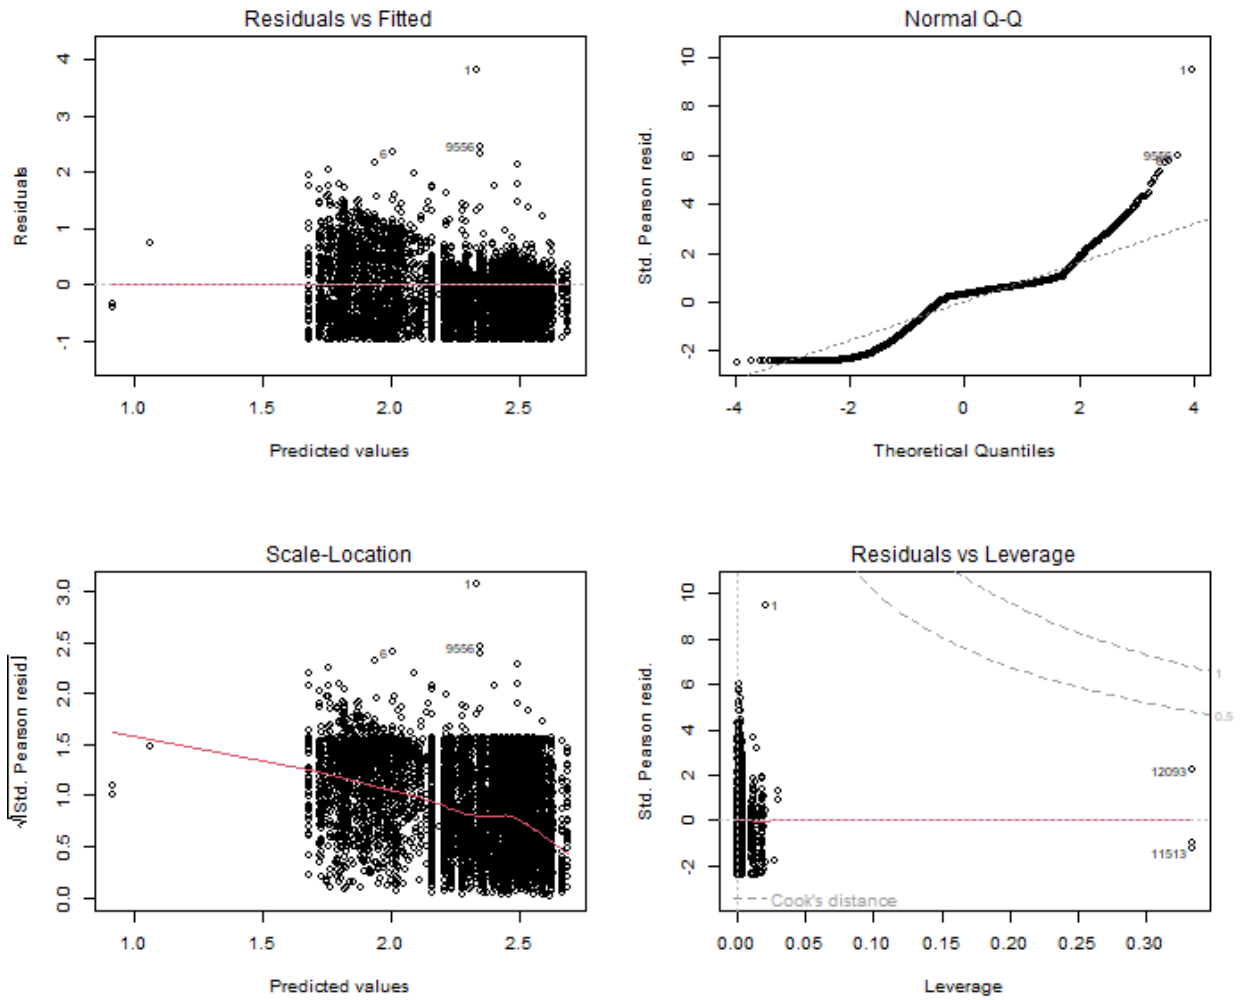 Residuals vs Fitted
Residuals
4
3
2
1
0
-1
1
6
9556
1.0 1.5 2.0 2.5
Predicted values
Normal Q-Q
Std. Pearson resid.
10
8
6
4
2
0
-2
1
9556
-4 -2 0 2 4
Theoretical Quantiles
Scale-Location
√|Std. Pearson resid.|
3.0
2.5
2.0
1.5
1.0
0.5
0.0
1
6
9556
1.0 1.5 2.0 2.5
Predicted values
Residuals vs Leverage
Std. Pearson resid.
10
8
6
4
2
0
-2
1
1
0.5
12093
11513
Cook's distance
0.00 0.05 0.10 0.15 0.20 0.25 0.30
Leverage